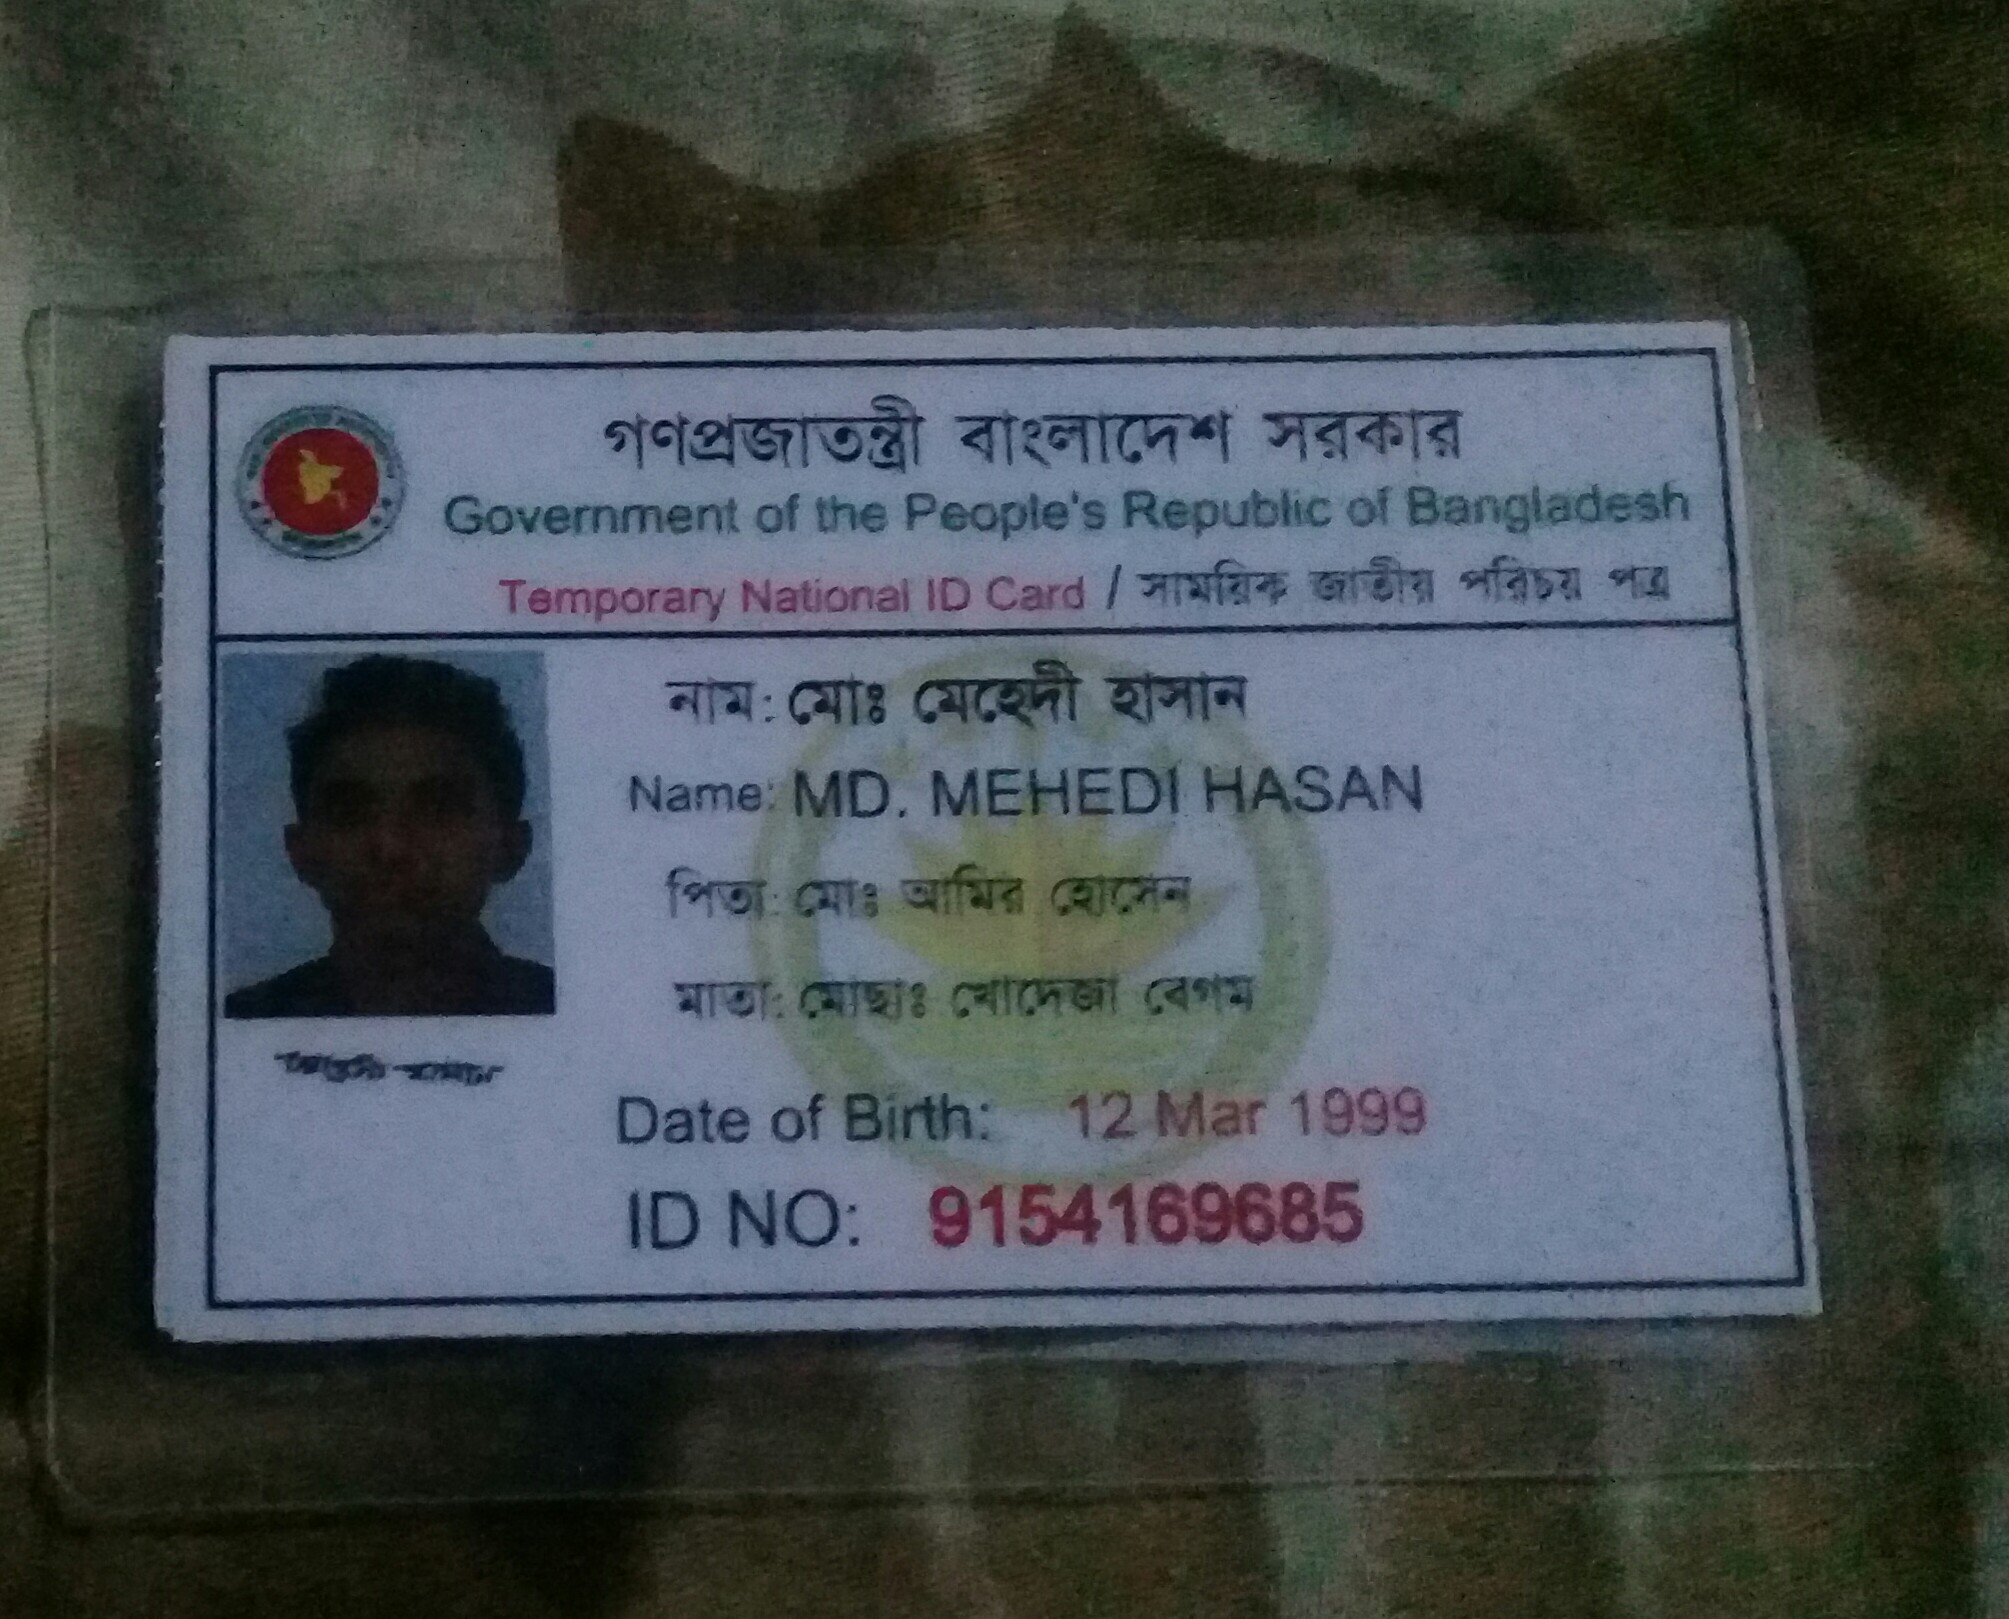 গণপ্রজাতন্ত্রী বাংলাদেশ সরকার
Government of the People's Republic of Bangladesh
Temporary National ID Card / সাময়িক জাতীয় পরিচয় পত্র
নাম: মোঃ মেহেদী হাসান
Name: MD. MEHEDI HASAN
পিতা: মোঃ আমির হোসেন
মাতা: মোছাঃ খোদেজা বেগম
Date of Birth: 12 Mar 1999
ID NO: 9154169685